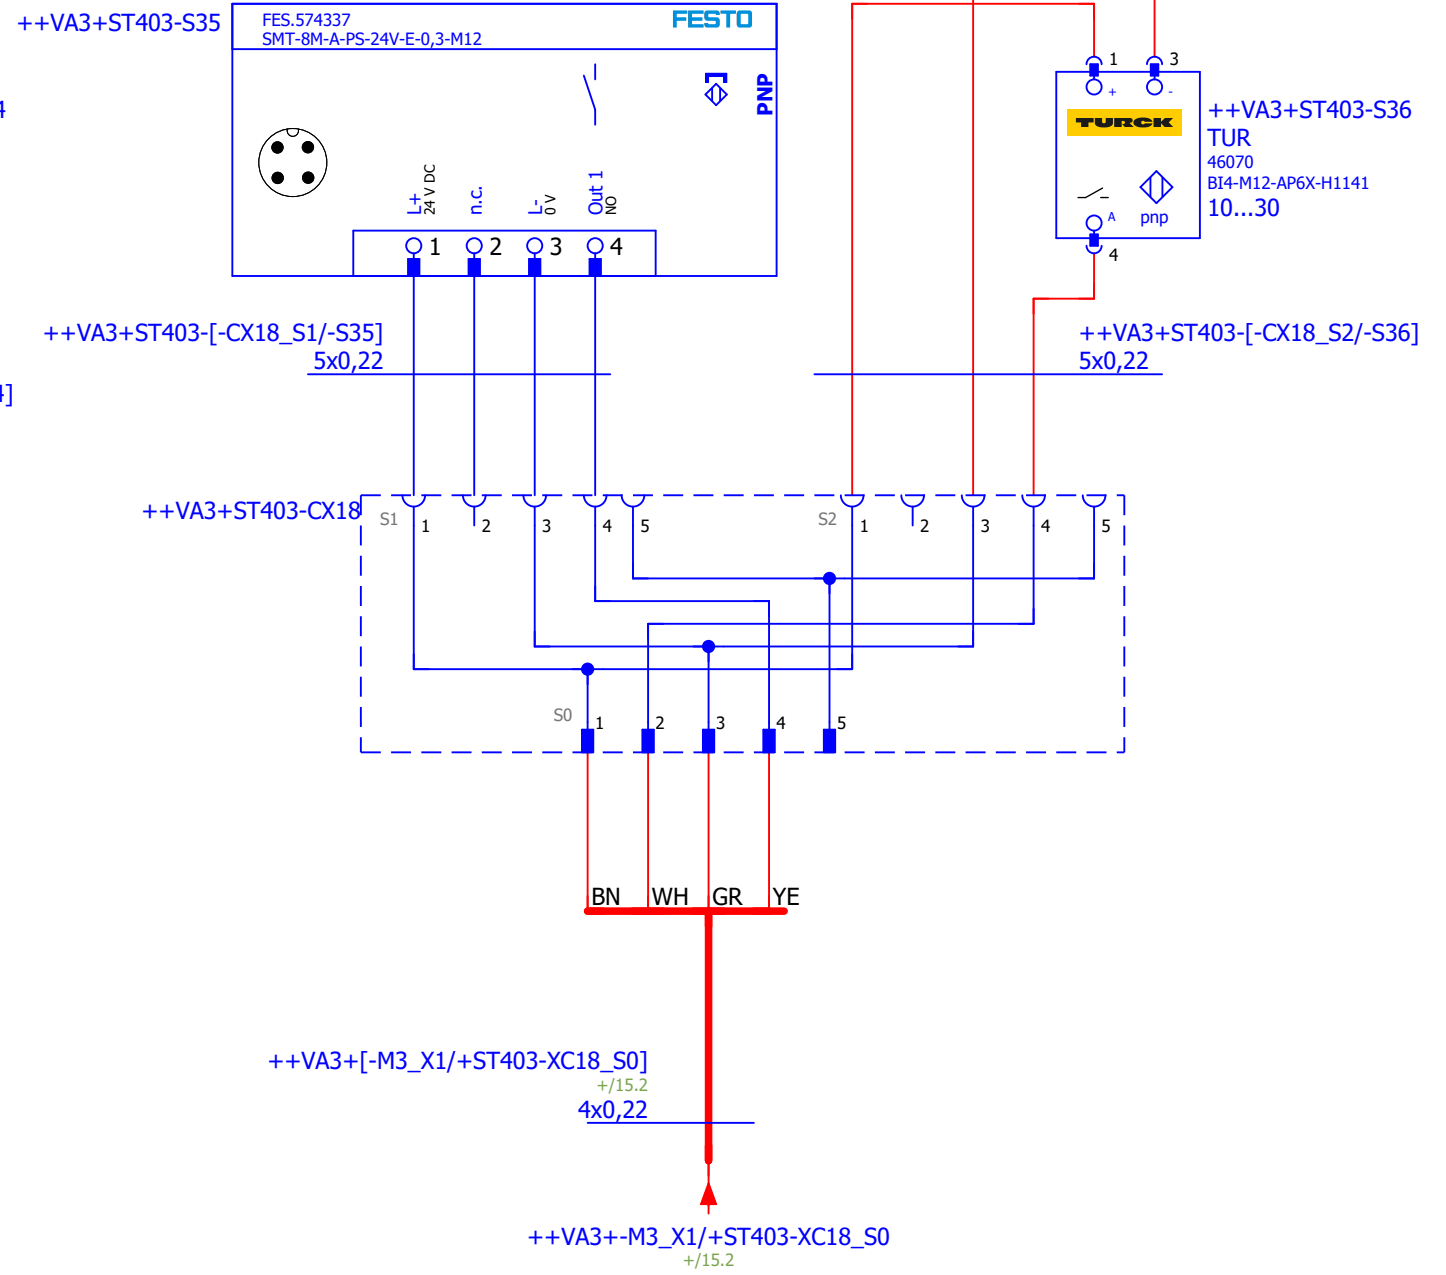 ++VA3+ST403-S35
FES.574337
SMT-8M-A-PS-24V-E-0,3-M12
FESTO
PNP
L+
24 V DC
n.c.
L-
0 V
Out 1
NO
1 2 3 4
1 3
+ -
TURCK
A
pnp
4
++VA3+ST403-S36
TUR
46070
BI4-M12-AP6X-H1141
10...30
4
++VA3+ST403-[-CX18_S1/-S35]
5x0,22
++VA3+ST403-[-CX18_S2/-S36]
5x0,22
4]
++VA3+ST403-CX18
S1 1 2 3 4 5
S2 1 2 3 4 5
S0 1 2 3 4 5
BN WH GR YE
++VA3+[-M3_X1/+ST403-XC18_S0]
+/15.2
4x0,22
++VA3+-M3_X1/+ST403-XC18_S0
+/15.2